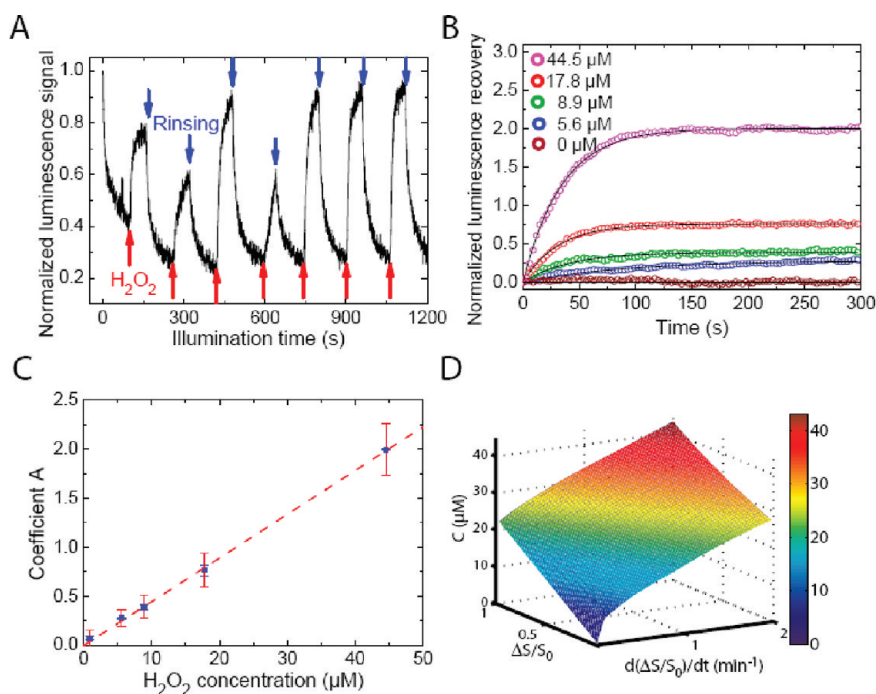 A
Normalized luminescence signal
1.0
0.8
0.6
0.4
0.2
Rinsing
H₂O₂
0 300 600 900 1200
Illumination time (s)
B
Normalized luminescence recovery
3.0
2.5
2.0
1.5
1.0
0.5
0.0
44.5 µM
17.8 µM
8.9 µM
5.6 µM
0 µM
0 50 100 150 200 250 300
Time (s)
C
Coefficient A
2.5
2.0
1.5
1.0
0.5
0.0
0 10 20 30 40 50
H₂O₂ concentration (µM)
D
C (µM)
40
30
20
10
0
1
0.5
ΔS/S₀
1
2
d(ΔS/S₀)/dt (min⁻¹)
40
30
20
10
0